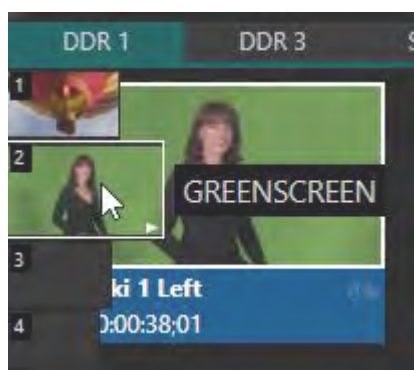 DDR 1
DDR 3
1
2
GREENSCREEN
3
ki 1 Left
4
0:00:38;01